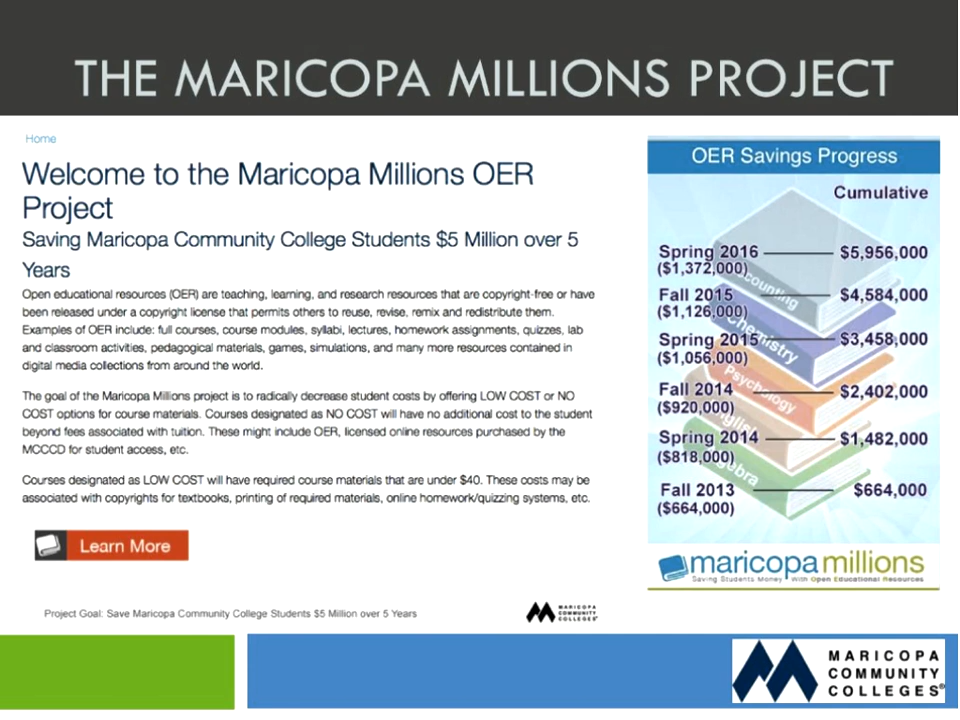 THE MARICOPA MILLIONS PROJECT
Home
Welcome to the Maricopa Millions OER
Project
Saving Maricopa Community College Students $5 Million over 5
Years
Open educational resources (OER) are teaching, learning, and research resources that are copyright-free or have
been released under a copyright license that permits others to reuse, revise, remix and redistribute them.
Examples of OER include: full courses, course modules, syllabi, lectures, homework assignments, quizzes, lab
and classroom activities, pedagogical materials, games, simulations, and many more resources contained in
digital media collections from around the world.
The goal of the Maricopa Millions project is to radically decrease student costs by offering LOW COST or NO
COST options for course materials. Courses designated as NO COST will have no additional cost to the student
beyond fees associated with tuition. These might include OER, licensed online resources purchased by the
MCCCD for student access, etc.
Courses designated as LOW COST will have required course materials that are under $40. These costs may be
associated with copyrights for textbooks, printing of required materials, online homework/quizzing systems, etc.
Learn More
Project Goal: Save Maricopa Community College Students $5 Million over 5 Years
MARICOPA
COMMUNITY
COLLEGES®
OER Savings Progress
Cumulative
Spring 2016 $5,956,000
($1,372,000)
counting
Fall 2015 $4,584,000
($1,126,000)
Chemistry
Spring 2015 $3,458,000
($1,056,000)
Psychology
Fall 2014 $2,402,000
($920,000)
English
Spring 2014 $1,482,000
($818,000)
gebra
Fall 2013 $664,000
($664,000)
maricopa millions
Saving Students Money With Open Educational Resources
MARICOPA
COMMUNITY
COLLEGES®